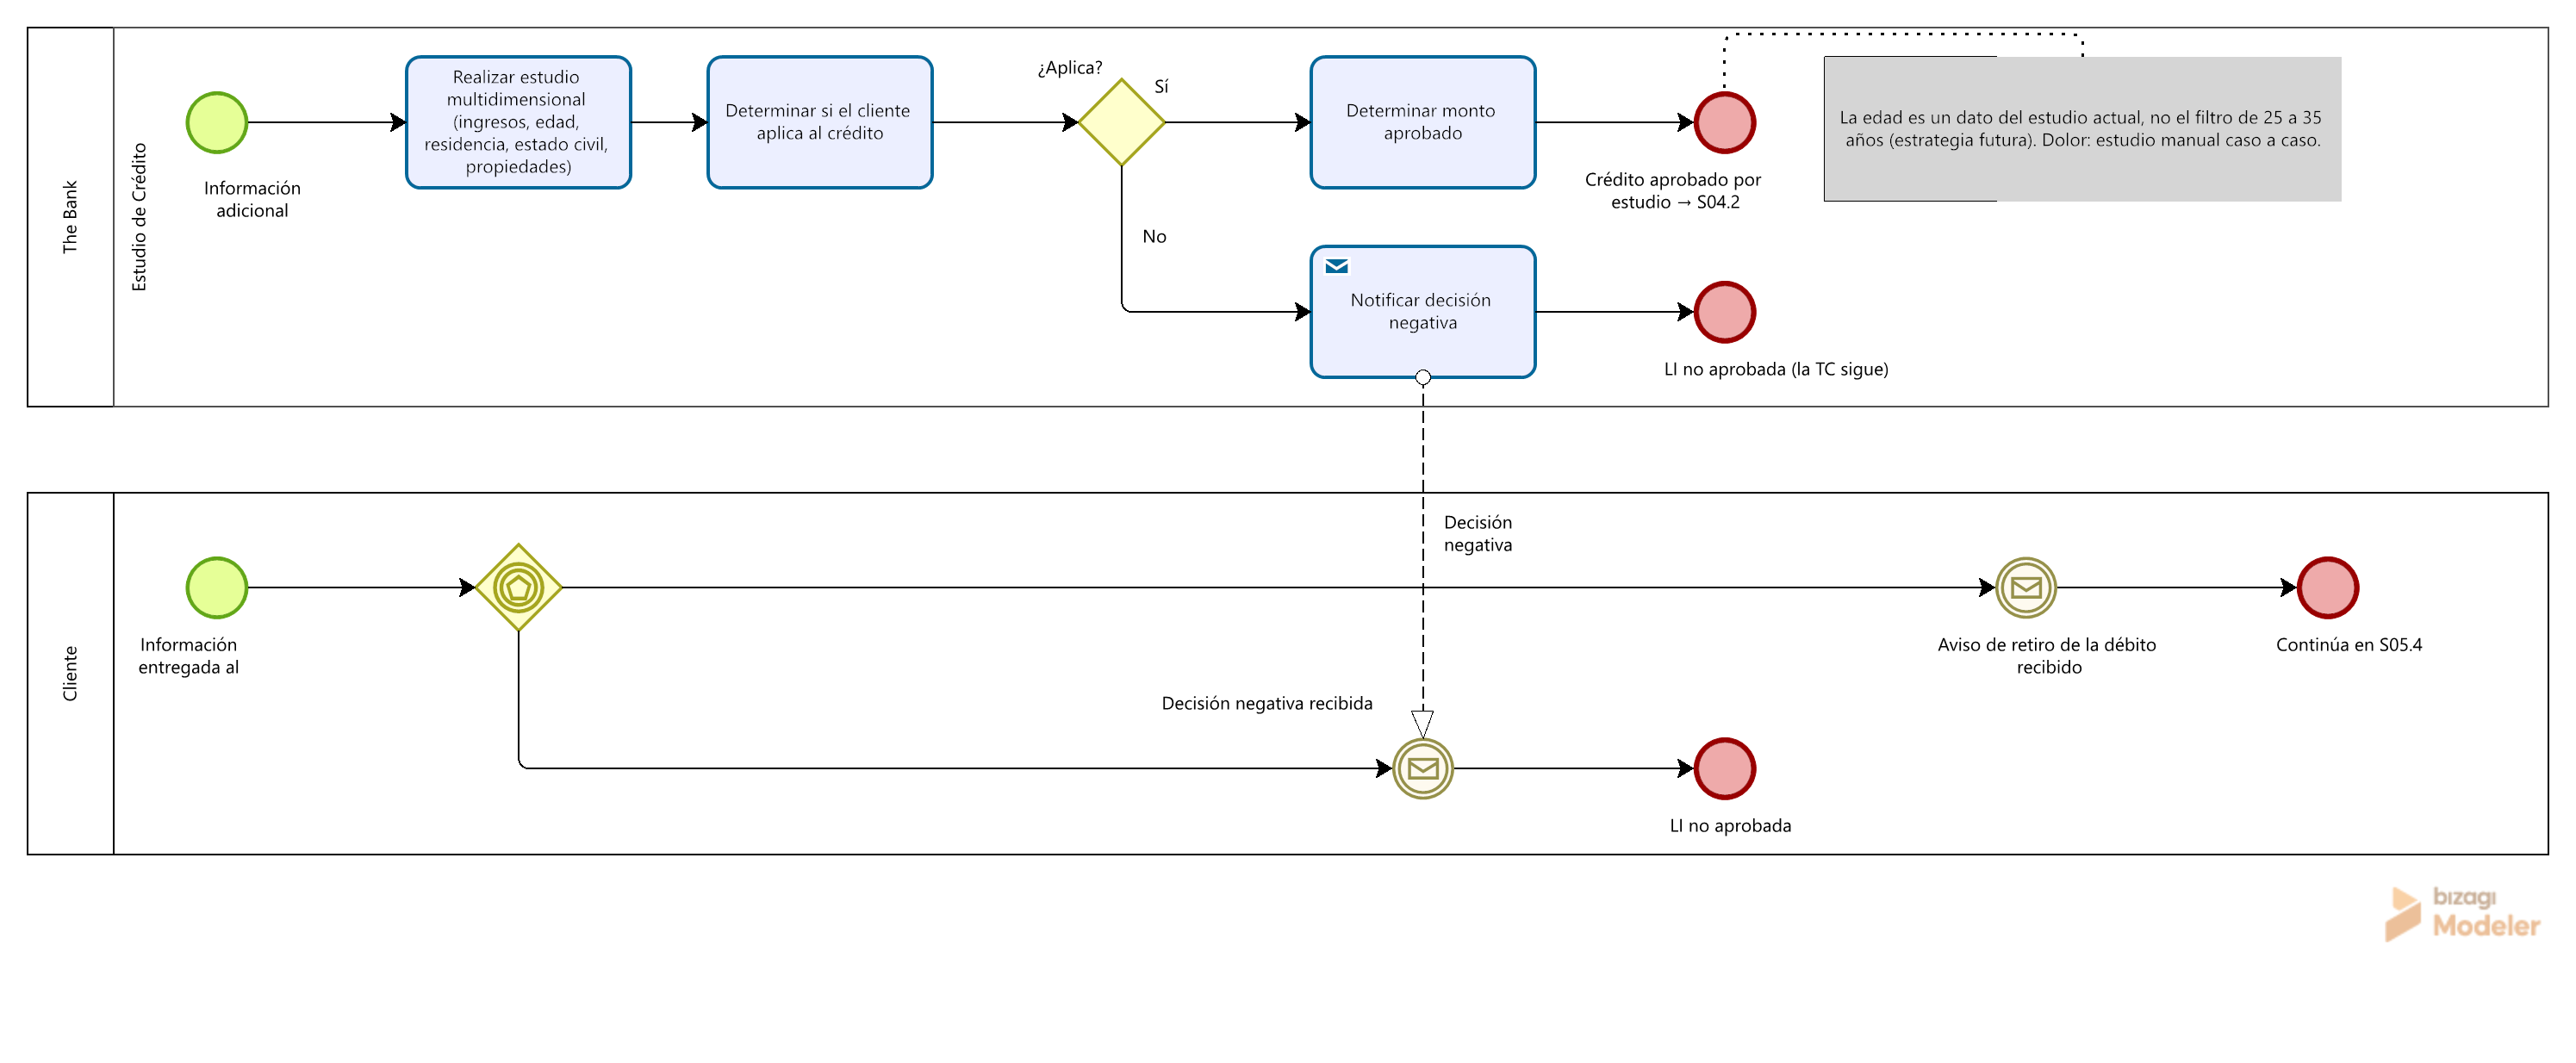 The Bank
Estudio de Crédito
Información
adicional
Realizar estudio
multidimensional
(ingresos, edad,
residencia, estado civil,
propiedades)
Determinar si el cliente
aplica al crédito
¿Aplica?
Sí
No
Determinar monto
aprobado
Crédito aprobado por
estudio → S04.2
La edad es un dato del estudio actual, no el filtro de 25 a 35
años (estrategia futura). Dolor: estudio manual caso a caso.
Notificar decisión
negativa
LI no aprobada (la TC sigue)
Cliente
Información
entregada al
Decisión
negativa
Decisión negativa recibida
LI no aprobada
Aviso de retiro de la débito
recibido
Continúa en S05.4
bizagi
Modeler